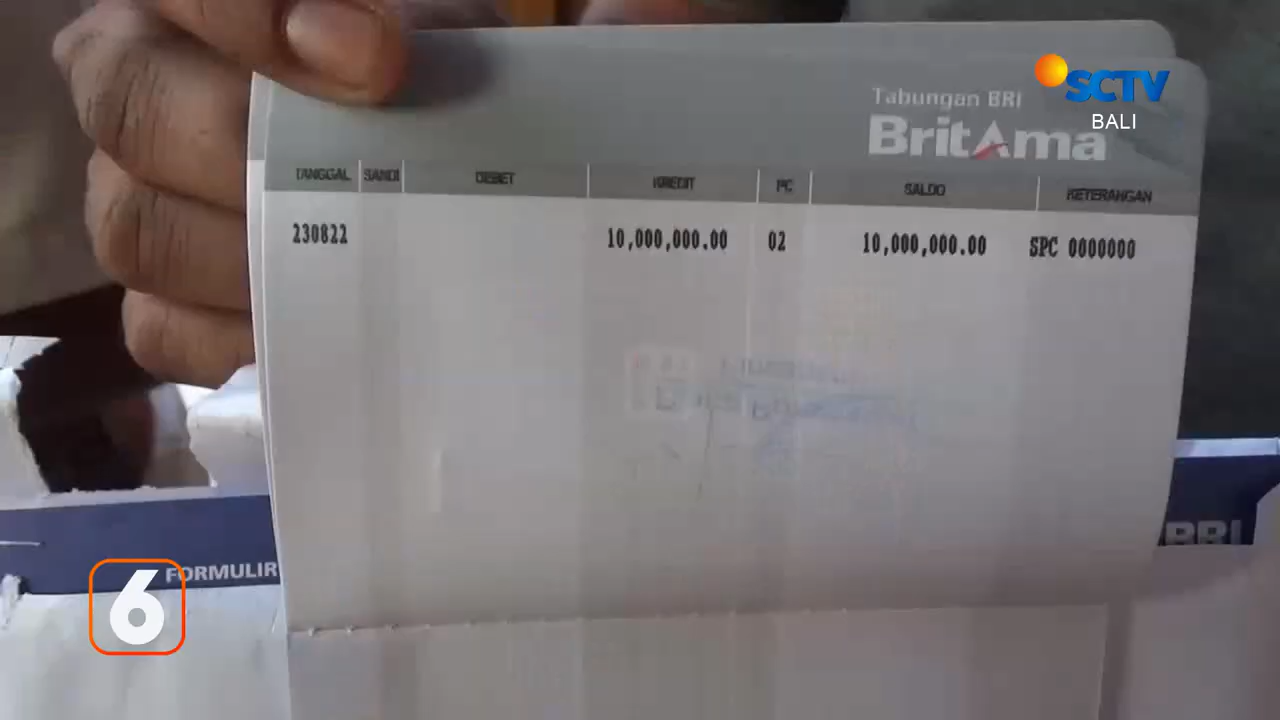 SCTV
BALI
Tabungan BRI
BritAma
TANGGAL SANDI DEBET KREDIT PC SALDO KETERANGAN
230822 10,000,000.00 02 10,000,000.00 SPC 0000000
BRI
FORMULIR
6